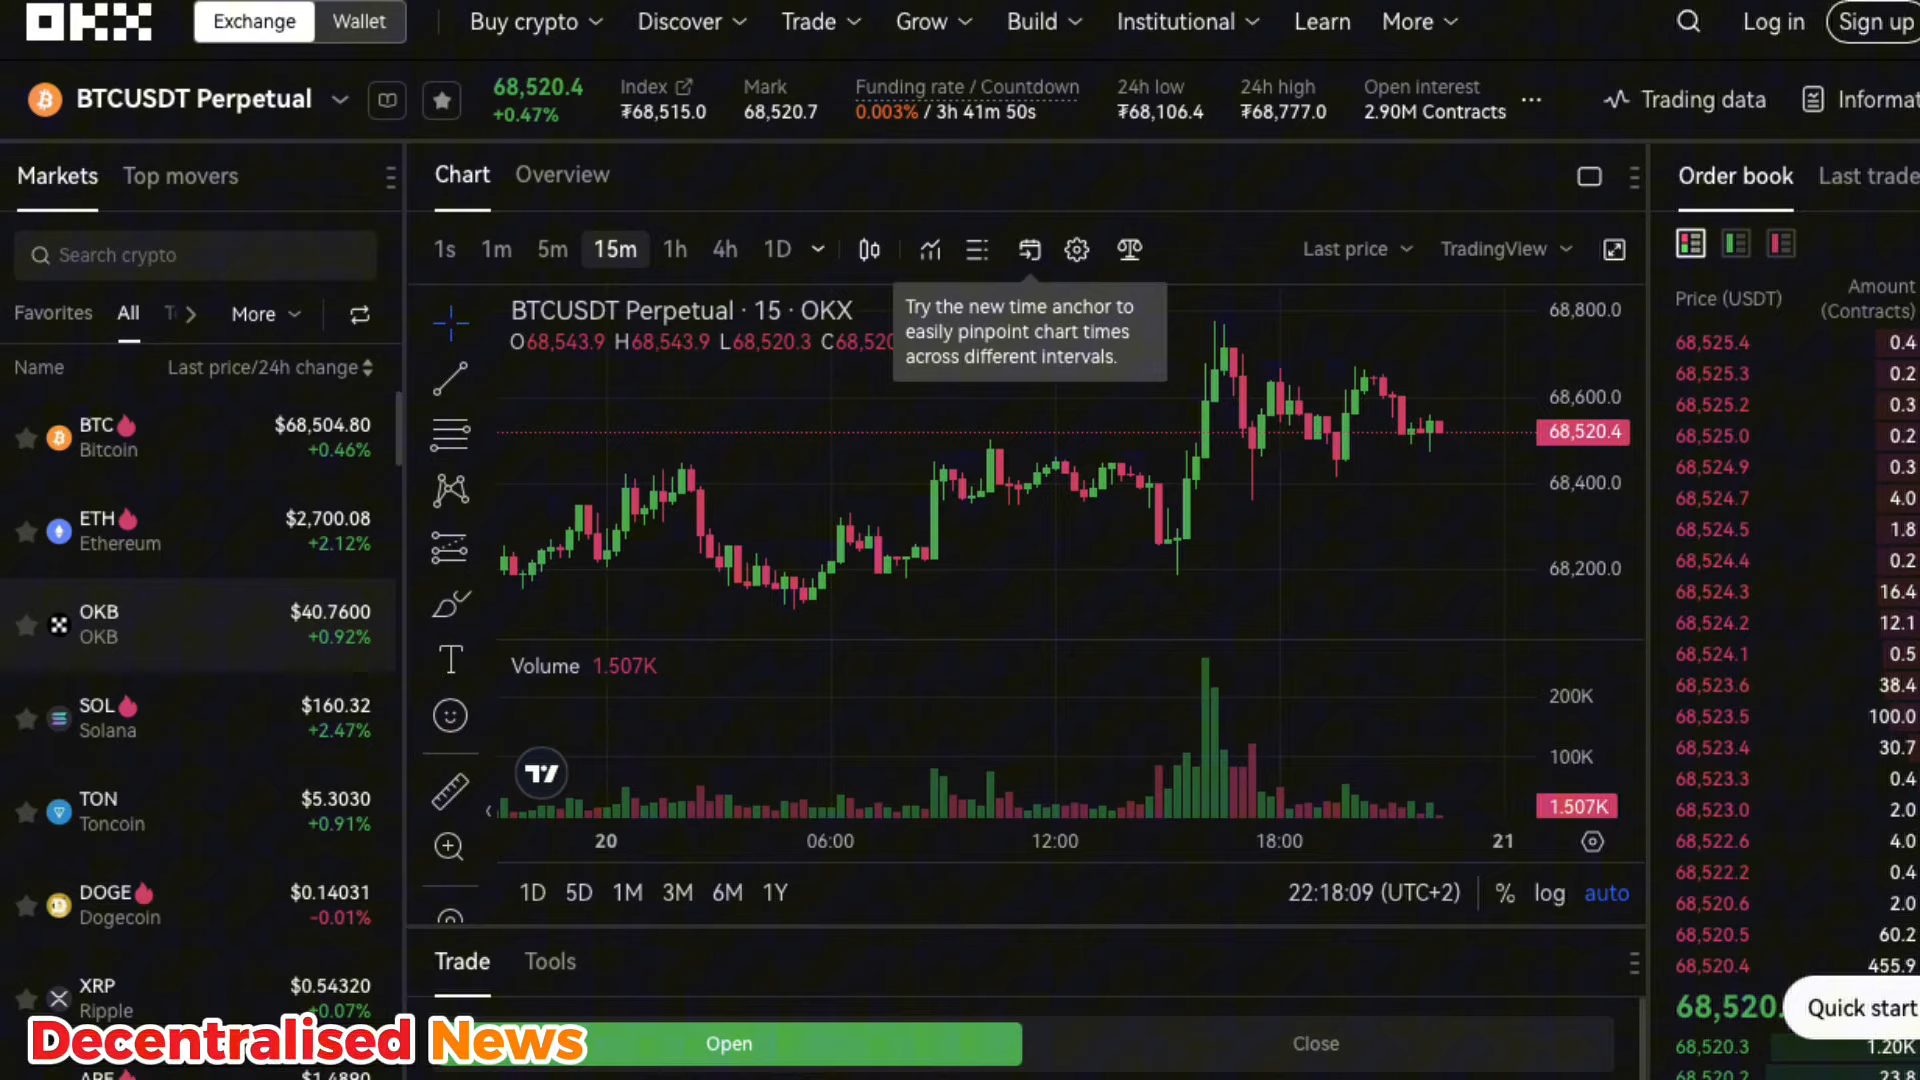 OKX
Exchange Wallet Buy crypto Discover Trade Grow Build Institutional Learn More Log in Sign up
BTCUSDT Perpetual
68,520.4
+0.47%
Index
₮68,515.0
Mark
68,520.7
Funding rate / Countdown
0.003% / 3h 41m 50s
24h low
₮68,106.4
24h high
₮68,777.0
Open interest
2.90M Contracts
...
Trading data
Markets Top movers
Search crypto
Favorites All More
Name Last price/24h change
BTC $68,504.80
Bitcoin +0.46%
ETH $2,700.08
Ethereum +2.12%
OKB $40.7600
OKB +0.92%
SOL $160.32
Solana +2.47%
TON $5.3030
Toncoin +0.91%
DOGE $0.14031
Dogecoin -0.01%
XRP $0.54320
Ripple +0.07%
Decentralised News
Chart Overview
1s 1m 5m 15m 1h 4h 1D Last price TradingView
Try the new time anchor to
easily pinpoint chart times
across different intervals.
BTCUSDT Perpetual · 15 · OKX
O68,543.9 H68,543.9 L68,520.3
68,800.0
68,600.0
68,520.4
68,400.0
68,200.0
Volume 1.507K
200K
100K
1.507K
20 06:00 12:00 18:00 21
1D 5D 1M 3M 6M 1Y 22:18:09 (UTC+2) % log auto
Trade Tools
Open Close
Order book Last trade
Price (USDT) Amount
(Contracts)
68,525.4 0.4
68,525.3 0.2
68,525.2 0.3
68,525.0 0.2
68,524.9 0.3
68,524.7 4.0
68,524.5 1.8
68,524.4 0.2
68,524.3 16.4
68,524.2 12.1
68,524.1 0.5
68,523.6 38.4
68,523.5 100.0
68,523.4 30.7
68,523.3 0.4
68,523.0 2.0
68,522.6 4.0
68,522.2 0.4
68,520.6 2.0
68,520.5 60.2
68,520.4 455.9
68,520.
Quick start
68,520.3 1.20K
68,520.2 23.8